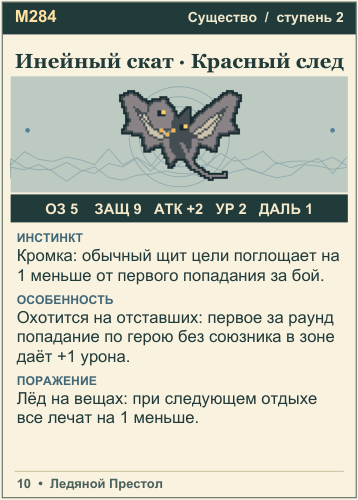 M284
Существо / ступень 2
Инейный скат · Красный след
ОЗ 5 ЗАЩ 9 АТК +2 УР 2 ДАЛЬ 1
ИНСТИНКТ
Кромка: обычный щит цели поглощает на
1 меньше от первого попадания за бой.
ОСОБЕННОСТЬ
Охотится на отставших: первое за раунд
попадание по герою без союзника в зоне
даёт +1 урона.
ПОРАЖЕНИЕ
Лёд на вещах: при следующем отдыхе
все лечат на 1 меньше.
10 • Ледяной Престол